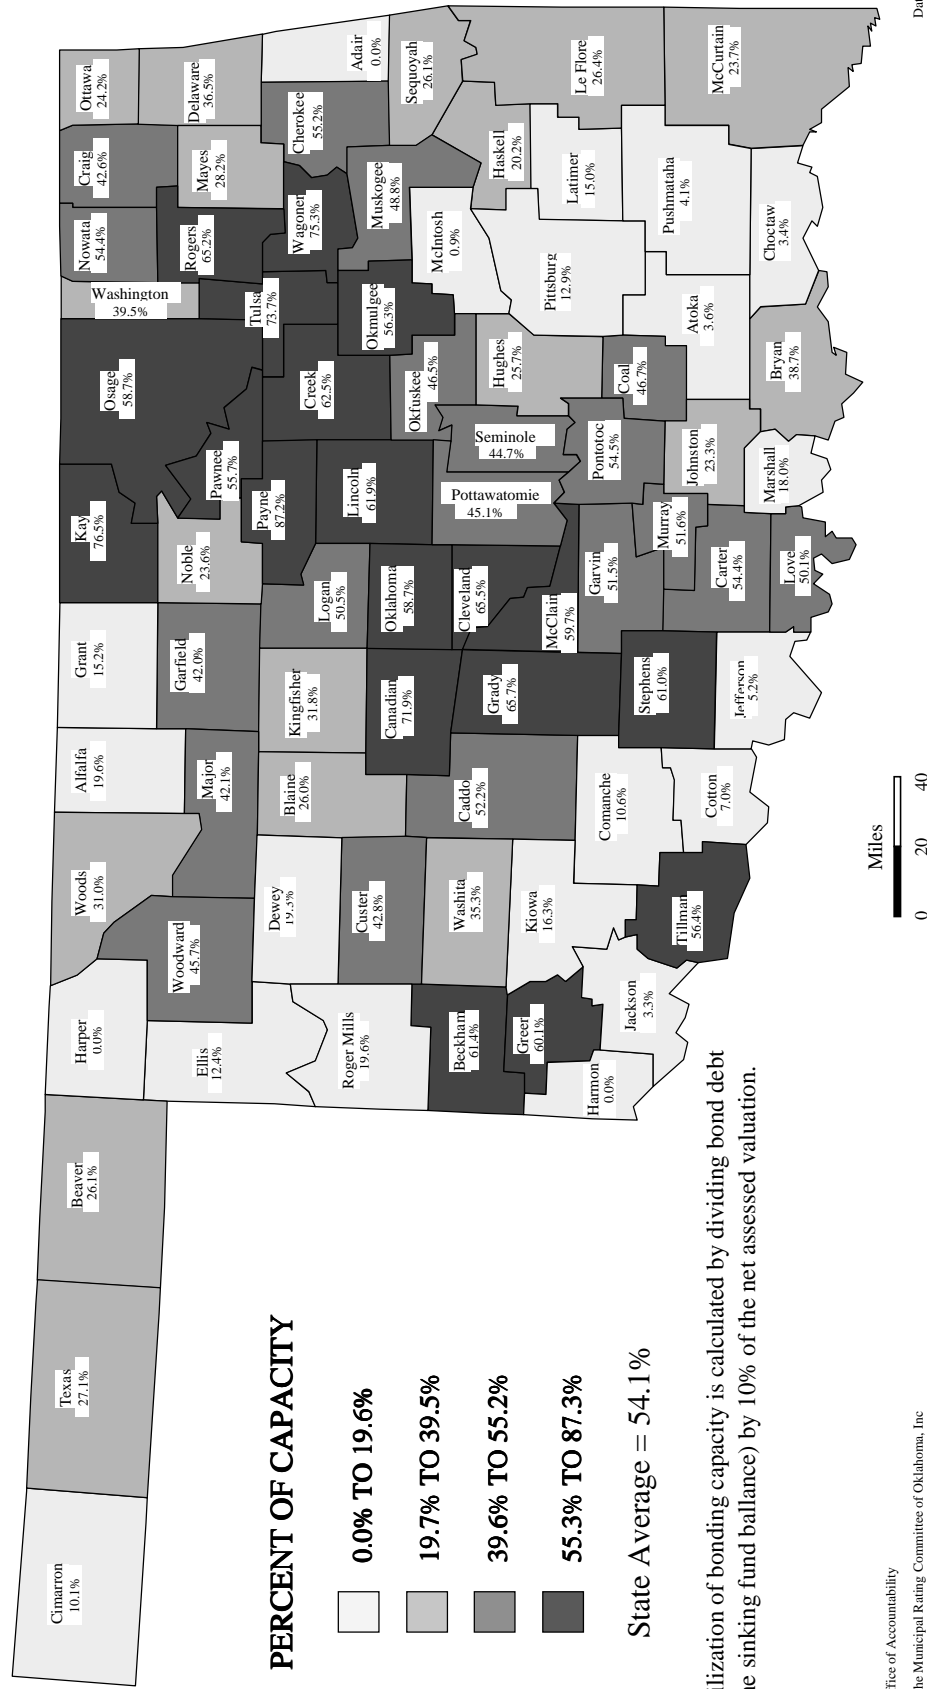 Cimarron
10.1%
Texas
27.1%
Beaver
26.1%
Harper
0.0%
Woods
31.0%
Alfalfa
19.6%
Grant
15.2%
Kay
76.5%
Osage
58.7%
Washington
39.5%
Nowata
54.4%
Craig
42.6%
Ottawa
24.2%
Ellis
12.4%
Woodward
45.7%
Major
42.1%
Garfield
42.0%
Noble
23.6%
Pawnee
55.7%
Tulsa
73.7%
Rogers
65.2%
Mayes
28.2%
Delaware
36.5%
Roger Mills
19.6%
Dewey
19.5%
Blaine
26.0%
Kingfisher
31.8%
Logan
50.5%
Payne
87.2%
Creek
62.5%
Wagoner
75.3%
Cherokee
55.2%
Adair
0.0%
Custer
42.8%
Canadian
71.9%
Oklahoma
58.7%
Lincoln
61.9%
Okfuskee
46.5%
Okmulgee
56.3%
Muskogee
48.8%
Sequoyah
26.1%
Beckham
61.4%
Washita
35.3%
Caddo
52.2%
Grady
65.7%
Cleveland
65.5%
McClain
59.7%
Pottawatomie
45.1%
Seminole
44.7%
Hughes
25.7%
McIntosh
0.9%
Haskell
20.2%
Greer
60.1%
Kiowa
16.3%
Harmon
0.0%
Jackson
3.3%
Tillman
56.4%
Comanche
10.6%
Cotton
7.0%
Stephens
61.0%
Jefferson
5.2%
Garvin
51.5%
Murray
51.6%
Carter
54.4%
Love
50.1%
Pontotoc
54.5%
Johnston
23.3%
Marshall
18.0%
Coal
46.7%
Atoka
3.6%
Bryan
38.7%
Pittsburg
12.9%
Latimer
15.0%
Le Flore
26.4%
Pushmataha
4.1%
Choctaw
3.4%
McCurtain
23.7%
PERCENT OF CAPACITY
0.0% TO 19.6%
19.7% TO 39.5%
39.6% TO 55.2%
55.3% TO 87.3%
State Average = 54.1%
Miles
0 20 40
ilization of bonding capacity is calculated by dividing bond debt
he sinking fund ballance) by 10% of the net assessed valuation.
ffice of Accountability
he Municipal Rating Committee of Oklahoma, Inc
Dat